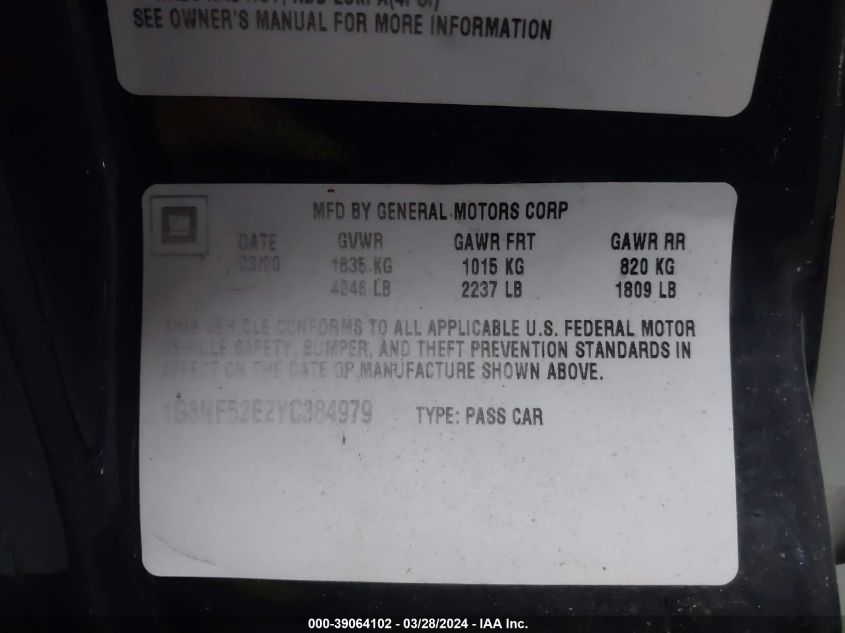 SEE OWNER'S MANUAL FOR MORE INFORMATION
MFD BY GENERAL MOTORS CORP
DATE GVWR GAWR FRT GAWR RR
03/00 1835 KG 1015 KG 820 KG
4046 LB 2237 LB 1809 LB
THIS VEHICLE CONFORMS TO ALL APPLICABLE U.S. FEDERAL MOTOR
VEHICLE SAFETY, BUMPER, AND THEFT PREVENTION STANDARDS IN
EFFECT ON THE DATE OF MANUFACTURE SHOWN ABOVE.
1G3NF52E2YC384979 TYPE: PASS CAR
000-39064102 - 03/28/2024 - IAA Inc.